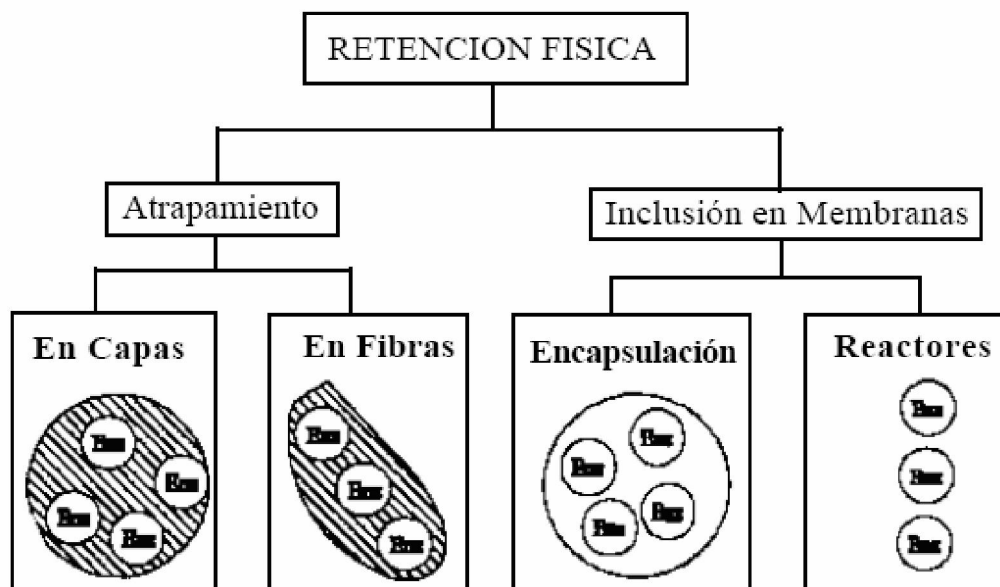 RETENCION FISICA
Atrapamiento
Inclusión en Membranas
En Capas
En Fibras
Encapsulación
Reactores